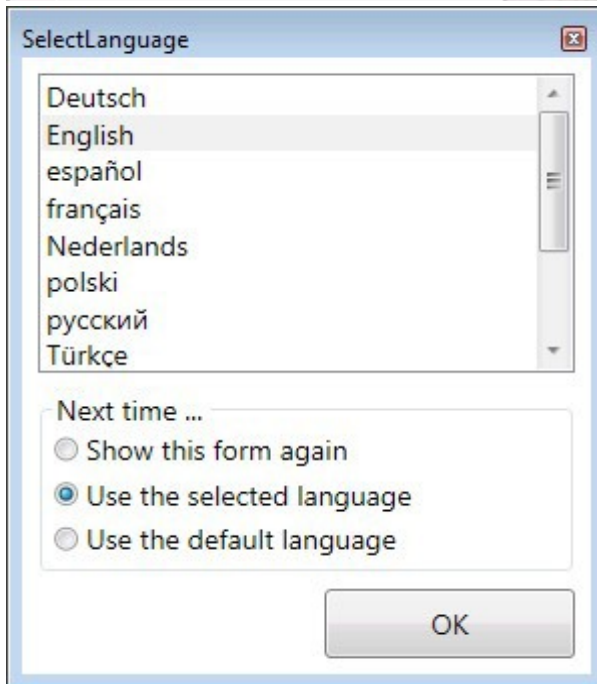 SelectLanguage
Deutsch
English
español
français
Nederlands
polski
русский
Türkçe
Next time ...
Show this form again
Use the selected language
Use the default language
OK